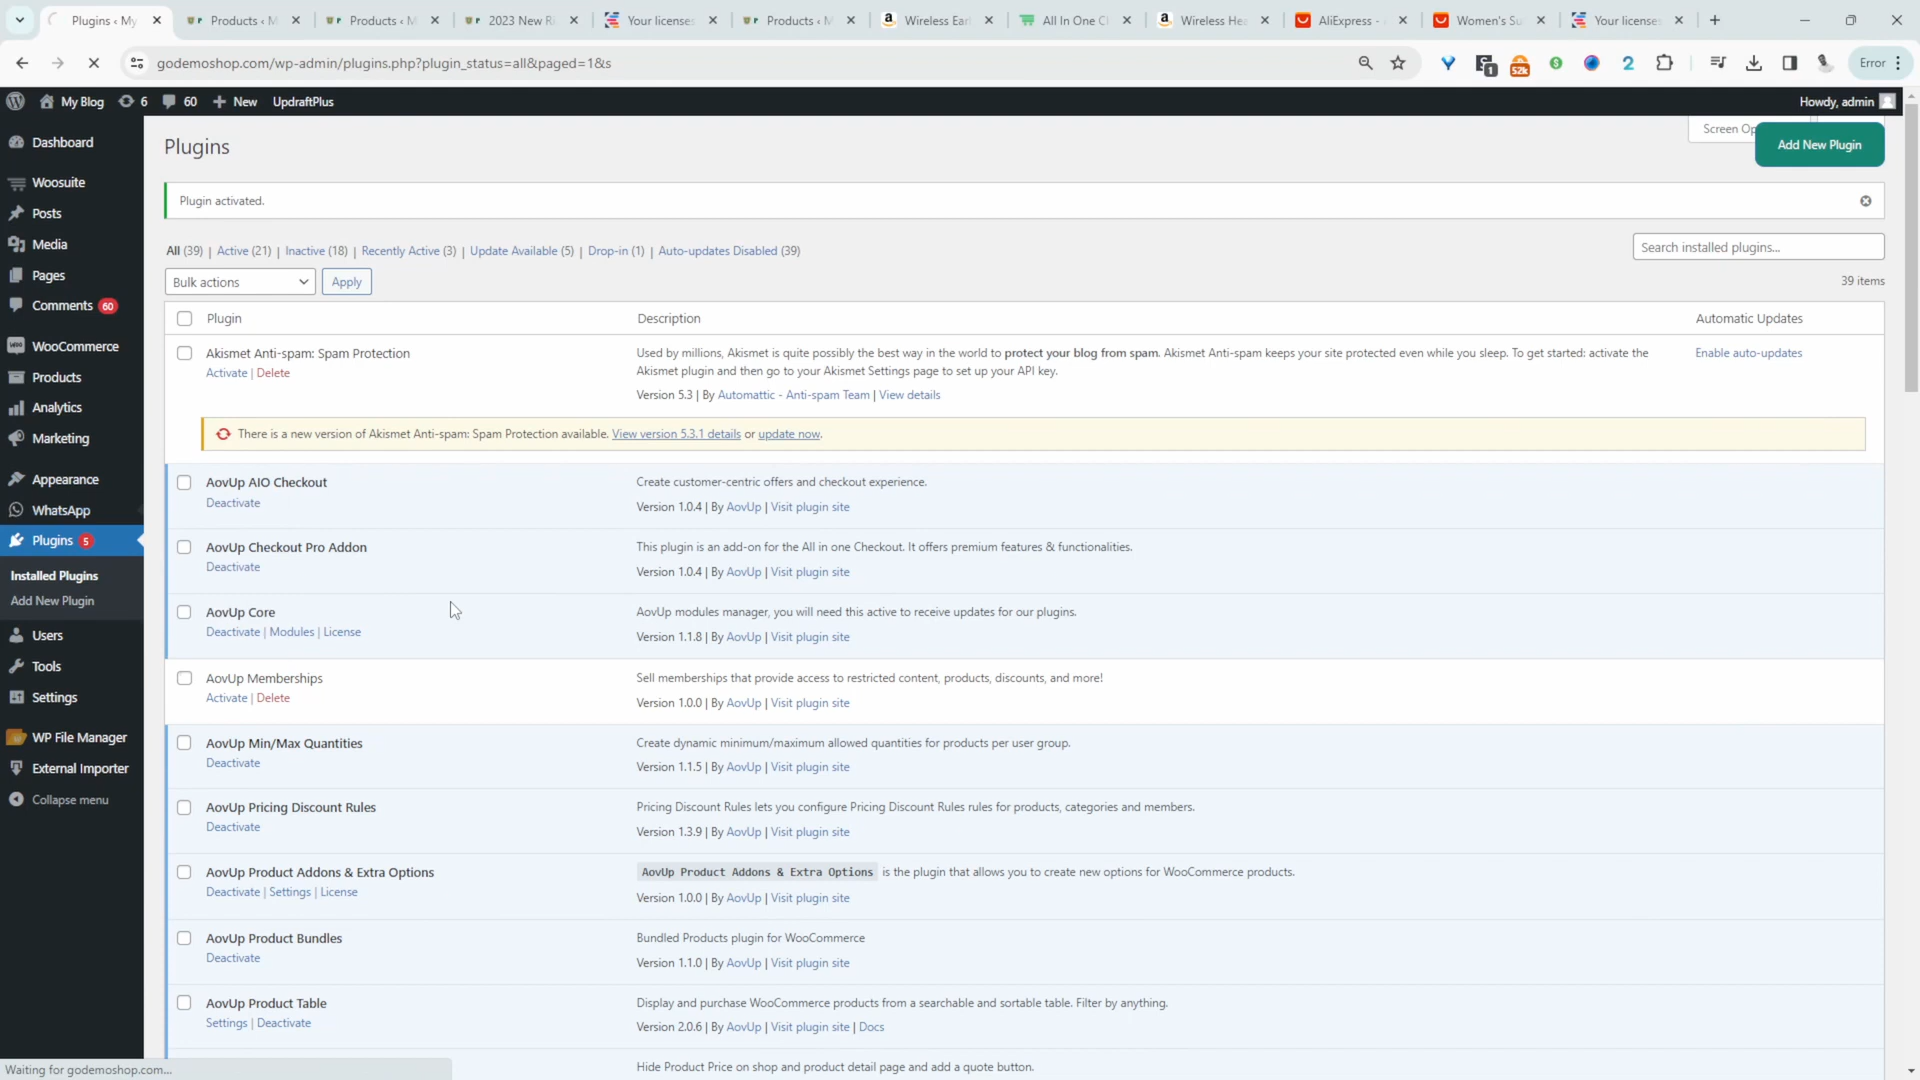 Plugins ‹ My
Products ‹ M
Products ‹ M
2023 New Ri
Your licenses
Products ‹ M
Wireless Ear
All In One C
Wireless Hea
AliExpress -
Women's Su
Your licenses
godemoshop.com/wp-admin/plugins.php?plugin_status=all&paged=1&s
1
52k
2
Error
My Blog
6
60
New
UpdraftPlus
Howdy, admin
Dashboard
Woosuite
Posts
Media
Pages
Comments 60
WooCommerce
Products
Analytics
Marketing
Appearance
WhatsApp
Plugins 5
Installed Plugins
Add New Plugin
Users
Tools
Settings
WP File Manager
External Importer
Collapse menu
Plugins
Screen Op
Add New Plugin
Plugin activated.
All (39) | Active (21) | Inactive (18) | Recently Active (3) | Update Available (5) | Drop-in (1) | Auto-updates Disabled (39)
Search installed plugins...
Bulk actions
Apply
39 items
Plugin
Description
Automatic Updates
Akismet Anti-spam: Spam Protection
Activate | Delete
Used by millions, Akismet is quite possibly the best way in the world to protect your blog from spam. Akismet Anti-spam keeps your site protected even while you sleep. To get started: activate the
Akismet plugin and then go to your Akismet Settings page to set up your API key.
Version 5.3 | By Automattic - Anti-spam Team | View details
Enable auto-updates
There is a new version of Akismet Anti-spam: Spam Protection available. View version 5.3.1 details or update now.
AovUp AIO Checkout
Deactivate
Create customer-centric offers and checkout experience.
Version 1.0.4 | By AovUp | Visit plugin site
AovUp Checkout Pro Addon
Deactivate
This plugin is an add-on for the All in one Checkout. It offers premium features & functionalities.
Version 1.0.4 | By AovUp | Visit plugin site
AovUp Core
Deactivate | Modules | License
AovUp modules manager, you will need this active to receive updates for our plugins.
Version 1.1.8 | By AovUp | Visit plugin site
AovUp Memberships
Activate | Delete
Sell memberships that provide access to restricted content, products, discounts, and more!
Version 1.0.0 | By AovUp | Visit plugin site
AovUp Min/Max Quantities
Deactivate
Create dynamic minimum/maximum allowed quantities for products per user group.
Version 1.1.5 | By AovUp | Visit plugin site
AovUp Pricing Discount Rules
Deactivate
Pricing Discount Rules lets you configure Pricing Discount Rules rules for products, categories and members.
Version 1.3.9 | By AovUp | Visit plugin site
AovUp Product Addons & Extra Options
Deactivate | Settings | License
AovUp Product Addons & Extra Options is the plugin that allows you to create new options for WooCommerce products.
Version 1.0.0 | By AovUp | Visit plugin site
AovUp Product Bundles
Deactivate
Bundled Products plugin for WooCommerce
Version 1.1.0 | By AovUp | Visit plugin site
AovUp Product Table
Settings | Deactivate
Display and purchase WooCommerce products from a searchable and sortable table. Filter by anything.
Version 2.0.6 | By AovUp | Visit plugin site | Docs
Hide Product Price on shop and product detail page and add a quote button.
Waiting for godemoshop.com...